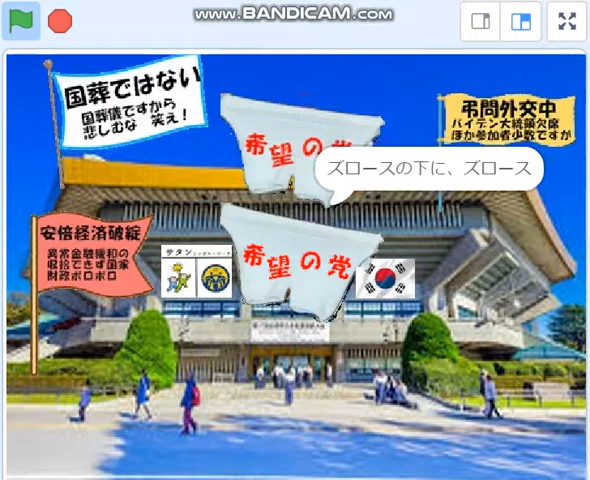 www.BANDICAM.com
国葬ではない
国葬儀ですから
悲しむな 笑え！
弔問外交中
バイデン大統領欠席
ほか参加者少数ですが
希望の党
ズロースの下に、ズロース
安倍経済破綻
異常金融緩和の
収拾できず国家
財政ボロボロ
サタン
希望の党